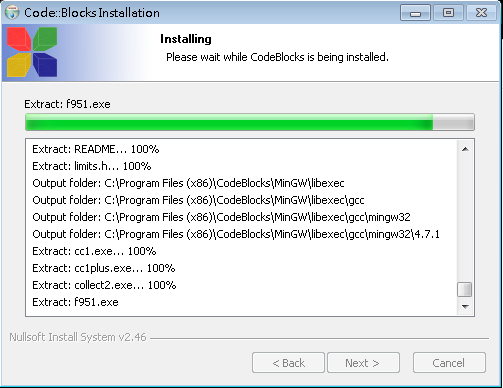 Code::Blocks Installation
Installing
Please wait while CodeBlocks is being installed.
Extract: f951.exe
Extract: README... 100%
Extract: limits.h... 100%
Output folder: C:\Program Files (x86)\CodeBlocks\MinGW\libexec
Output folder: C:\Program Files (x86)\CodeBlocks\MinGW\libexec\gcc
Output folder: C:\Program Files (x86)\CodeBlocks\MinGW\libexec\gcc\mingw32
Output folder: C:\Program Files (x86)\CodeBlocks\MinGW\libexec\gcc\mingw32\4.7.1
Extract: cc1.exe... 100%
Extract: cc1plus.exe... 100%
Extract: collect2.exe... 100%
Extract: f951.exe
Nullsoft Install System v2.46
< Back Next > Cancel